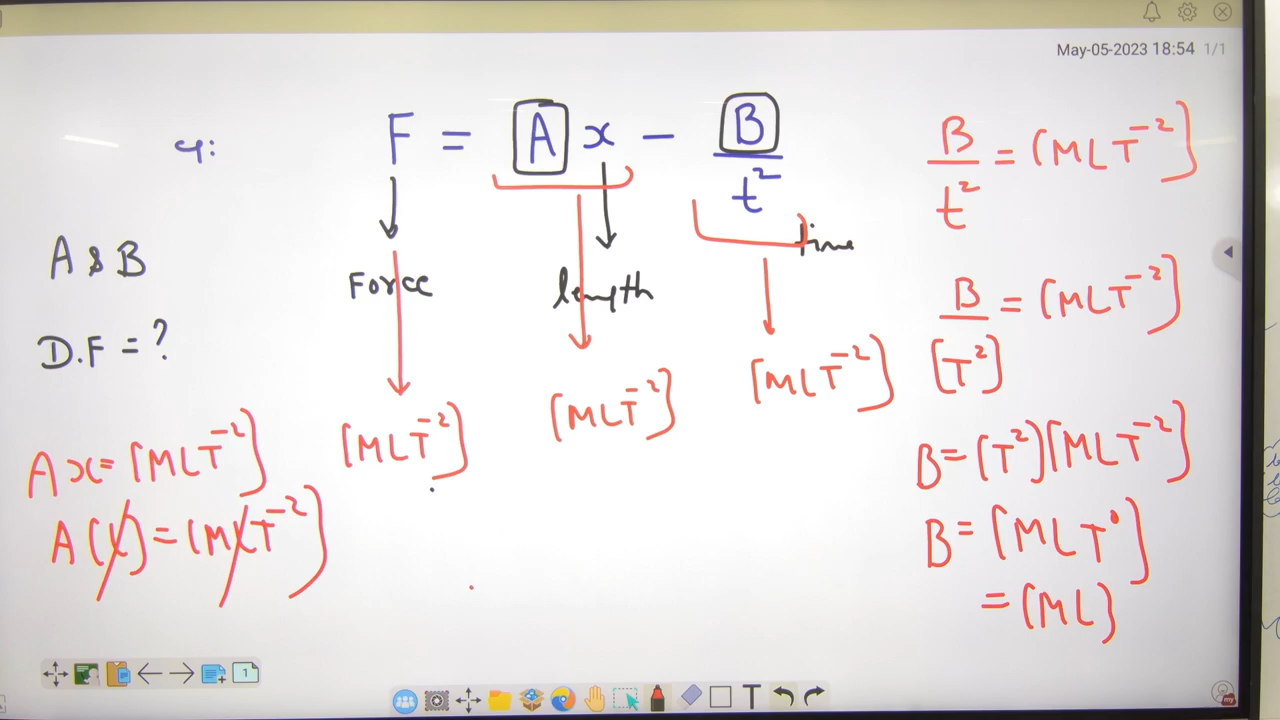 May-05-2023 18:54 1/1
F = A x - B/t²
Force
length
time
A & B
D.F = ?
[MLT⁻²]
[MLT⁻²]
[MLT⁻²]
Ax = [MLT⁻²]
A(L) = [MLT⁻²]
B/t² = [MLT⁻²]
B/[T²] = [MLT⁻²]
B = [T²][MLT⁻²]
B = [MLT⁰]
= [ML]
1
T